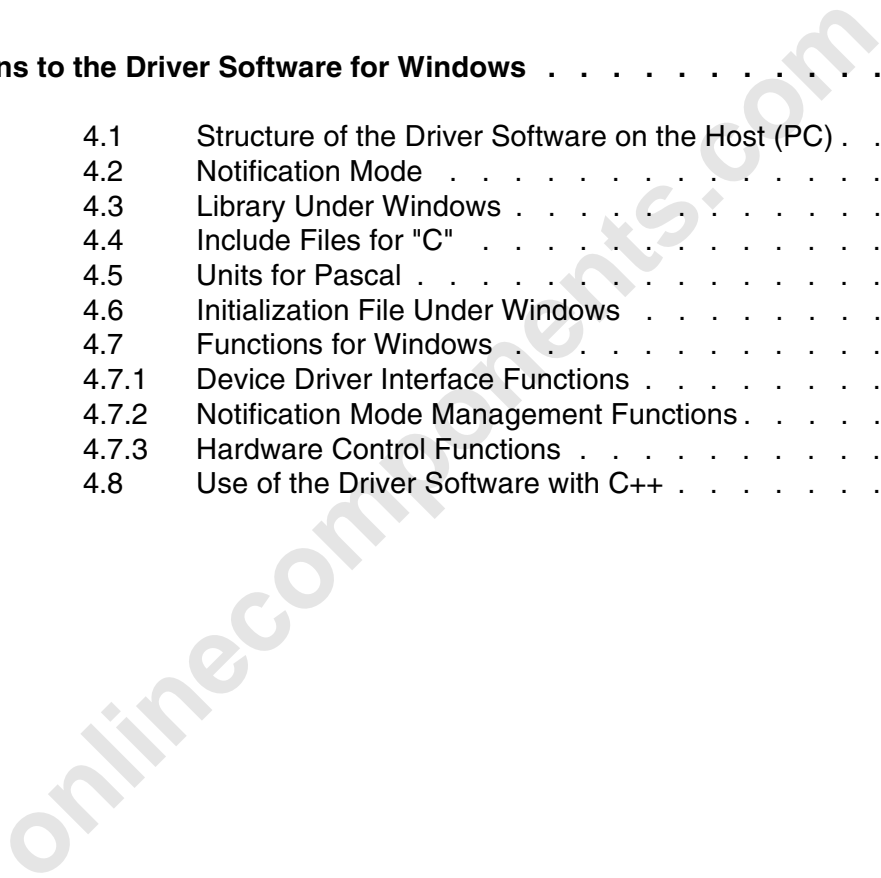 ns to the Driver Software for Windows . . . . . . . . . . .
4.1 Structure of the Driver Software on the Host (PC) . .
4.2 Notification Mode . . . . . . . . . . . . . .
4.3 Library Under Windows . . . . . . . . . . . .
4.4 Include Files for "C" . . . . . . . . . . . . .
4.5 Units for Pascal . . . . . . . . . . . . . . .
4.6 Initialization File Under Windows . . . . . . . .
4.7 Functions for Windows . . . . . . . . . . . .
4.7.1 Device Driver Interface Functions . . . . . . . .
4.7.2 Notification Mode Management Functions . . . . .
4.7.3 Hardware Control Functions . . . . . . . . . .
4.8 Use of the Driver Software with C++ . . . . . . .
onlinecomponents.com